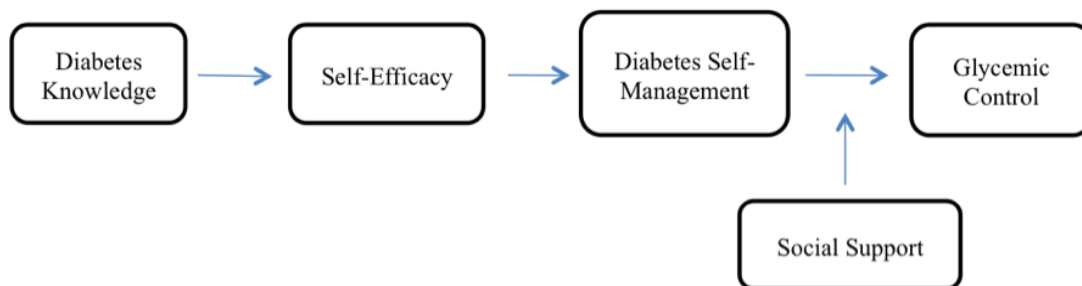 Diabetes
Knowledge
Self-Efficacy
Diabetes Self-
Management
Glycemic
Control
Social Support